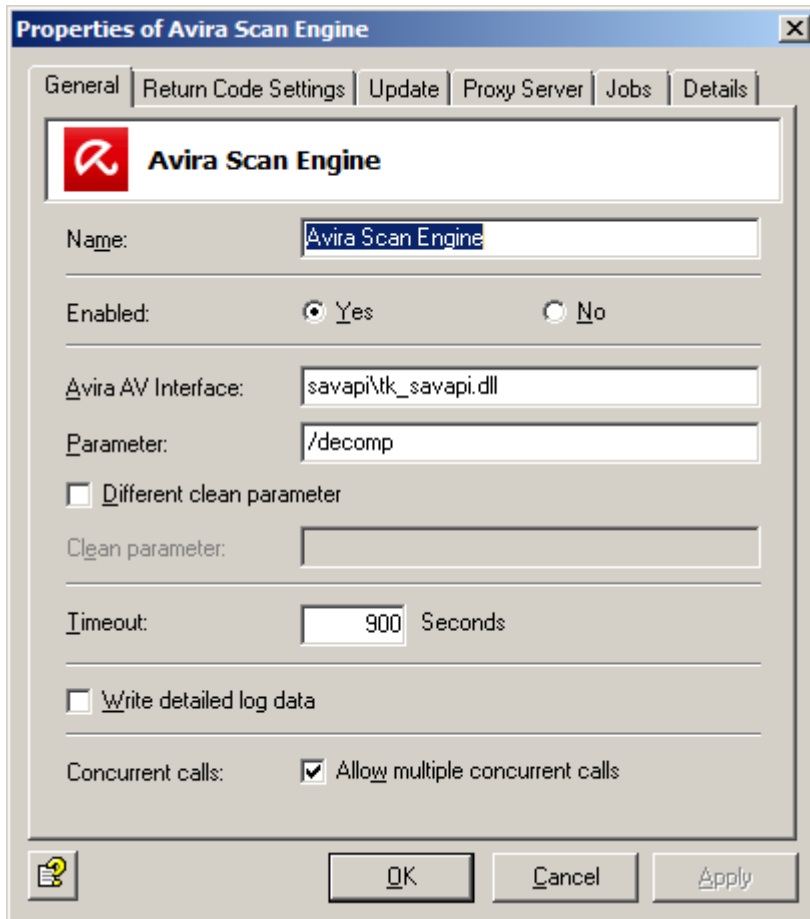 Properties of Avira Scan Engine
General Return Code Settings Update Proxy Server Jobs Details
Avira Scan Engine
Name: Avira Scan Engine
Enabled: Yes No
Avira AV Interface: savapi\tk_savapi.dll
Parameter: /decomp
Different clean parameter
Clean parameter:
Timeout: 900 Seconds
Write detailed log data
Concurrent calls: Allow multiple concurrent calls
OK Cancel Apply